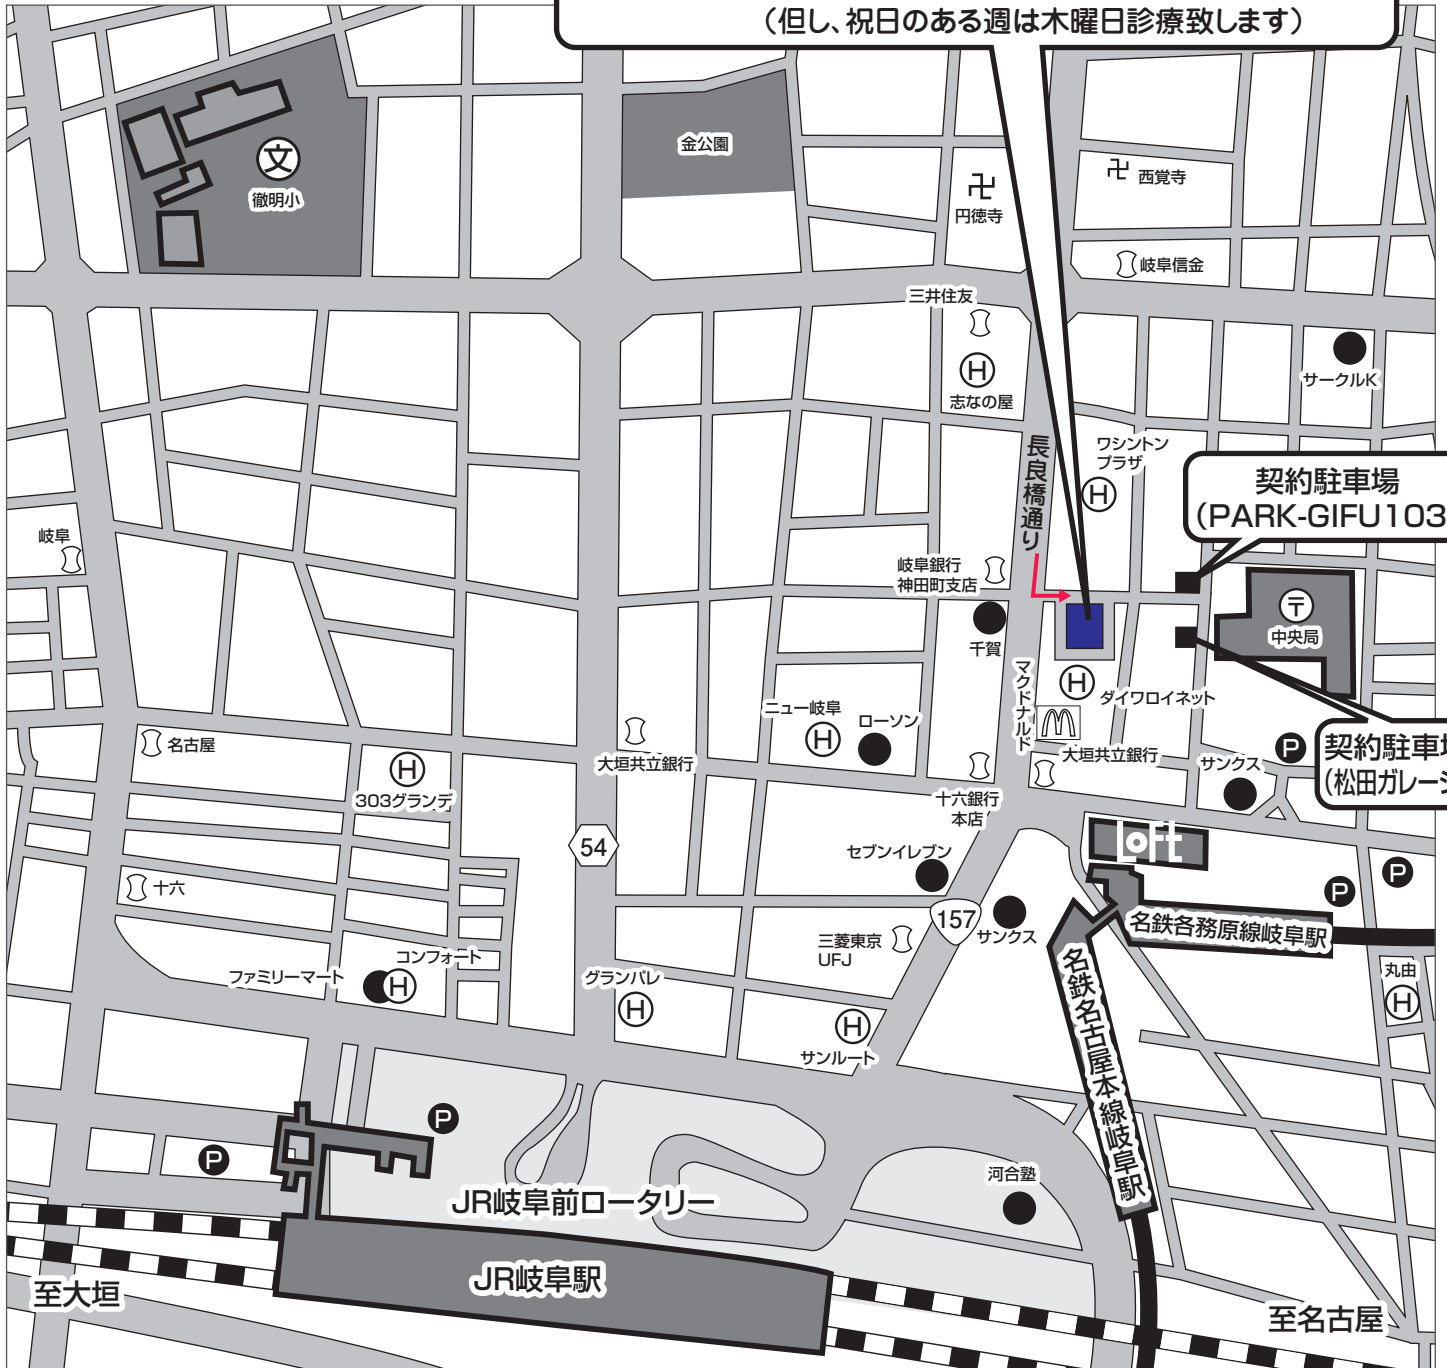 (但し、祝日のある週は木曜日診療致します)
金公園
文
徹明小
卍
西覚寺
卍
円徳寺
岐阜信金
三井住友
サークルK
H
志なの屋
長良橋通り
ワシントン
プラザ
H
契約駐車場
(PARK-GIFU103
岐阜
岐阜銀行
神田町支店
〒
中央局
千賀
マクドナルド
H
ダイワロイネット
ニュー岐阜
H
ローソン
名古屋
大垣共立銀行
大垣共立銀行
サンクス
P
契約駐車場
(松田ガレージ
H
303グランデ
十六銀行
本店
54
セブンイレブン
LoFt
十六
P
P
157
サンクス
名鉄各務原線岐阜駅
三菱東京
UFJ
名鉄名古屋本線岐阜駅
ファミリーマート
コンフォート
H
グランパレ
H
丸由
H
H
サンルート
P
P
河合塾
JR岐阜前ロータリー
JR岐阜駅
至大垣
至名古屋